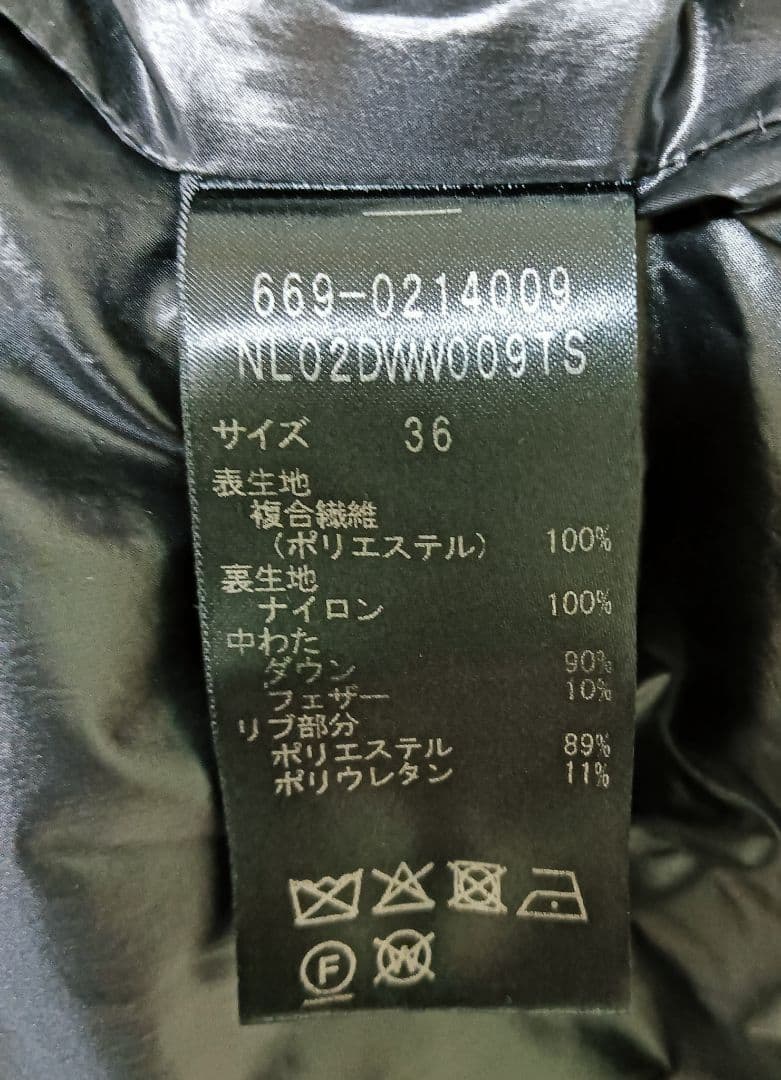 669-0214009
NL02DWW009TS
サイズ 36
表生地
複合繊維
(ポリエステル) 100%
裏生地
ナイロン 100%
中わた
ダウン 90%
フェザー 10%
リブ部分
ポリエステル 89%
ポリウレタン 11%
F W